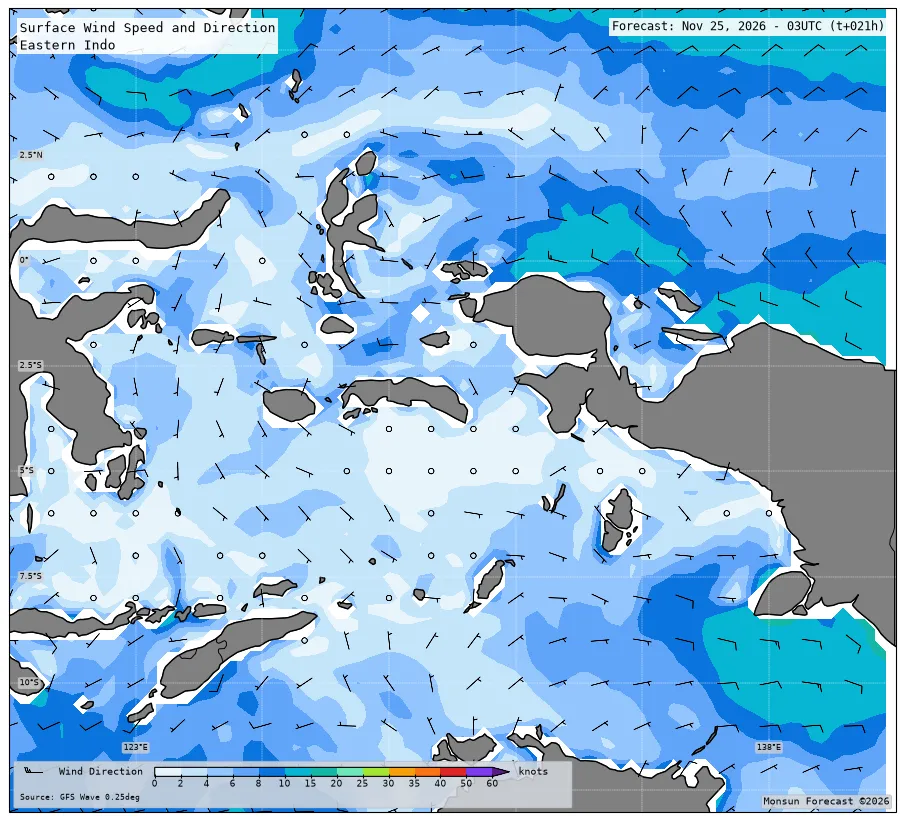 Surface Wind Speed and Direction
Eastern Indo
Forecast: Nov 25, 2026 - 03UTC (t+021h)
2.5°N
0°
2.5°S
5°S
7.5°S
10°S
123°E
138°E
Wind Direction
knots
0 2 4 6 8 10 15 20 25 30 35 40 50 60
Source: GFS Wave 0.25deg
Monsun Forecast ©2026